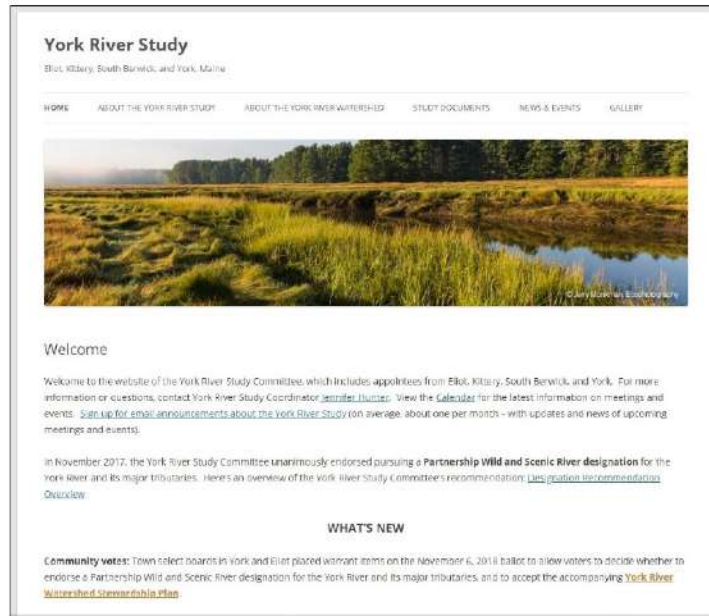 York River Study
Eliot, Kittery, South Berwick, and York, Maine
HOME ABOUT THE YORK RIVER STUDY ABOUT THE YORK RIVER WATERSHED STUDY DOCUMENTS NEWS & EVENTS GALLERY
© Jerry Monkman, Ecophotography
Welcome
Welcome to the website of the York River Study Committee, which includes appointees from Eliot, Kittery, South Berwick, and York. For more
information or questions, contact York River Study Coordinator Jennifer Hunter. View the Calendar for the latest information on meetings and
events. Sign up for email announcements about the York River Study (on average, about one per month – with updates and news of upcoming
meetings and events).
In November 2017, the York River Study Committee unanimously endorsed pursuing a Partnership Wild and Scenic River designation for the
York River and its major tributaries. Here's an overview of the York River Study Committee's recommendation: Designation Recommendation
Overview
WHAT'S NEW
Community votes: Town select boards in York and Eliot placed warrant items on the November 6, 2018 ballot to allow voters to decide whether to
endorse a Partnership Wild and Scenic River designation for the York River and its major tributaries, and to accept the accompanying York River
Watershed Stewardship Plan.